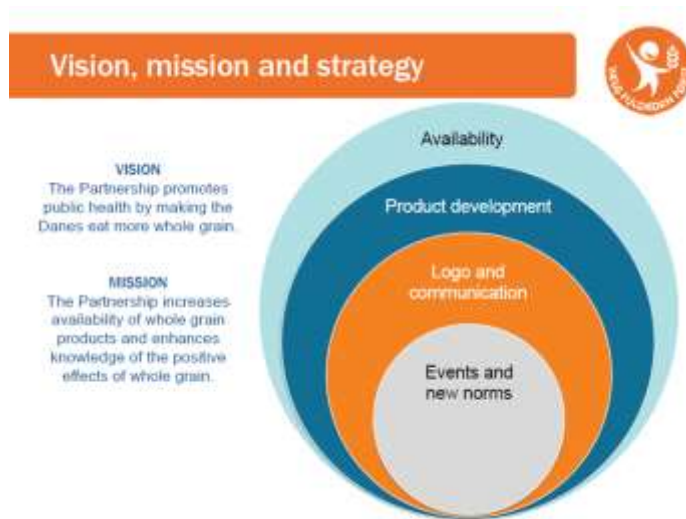 Vision, mission and strategy
VISION
The Partnership promotes
public health by making the
Danes eat more whole grain.
MISSION
The Partnership increases
availability of whole grain
products and enhances
knowledge of the positive
effects of whole grain.
Availability
Product development
Logo and
communication
Events and
new norms